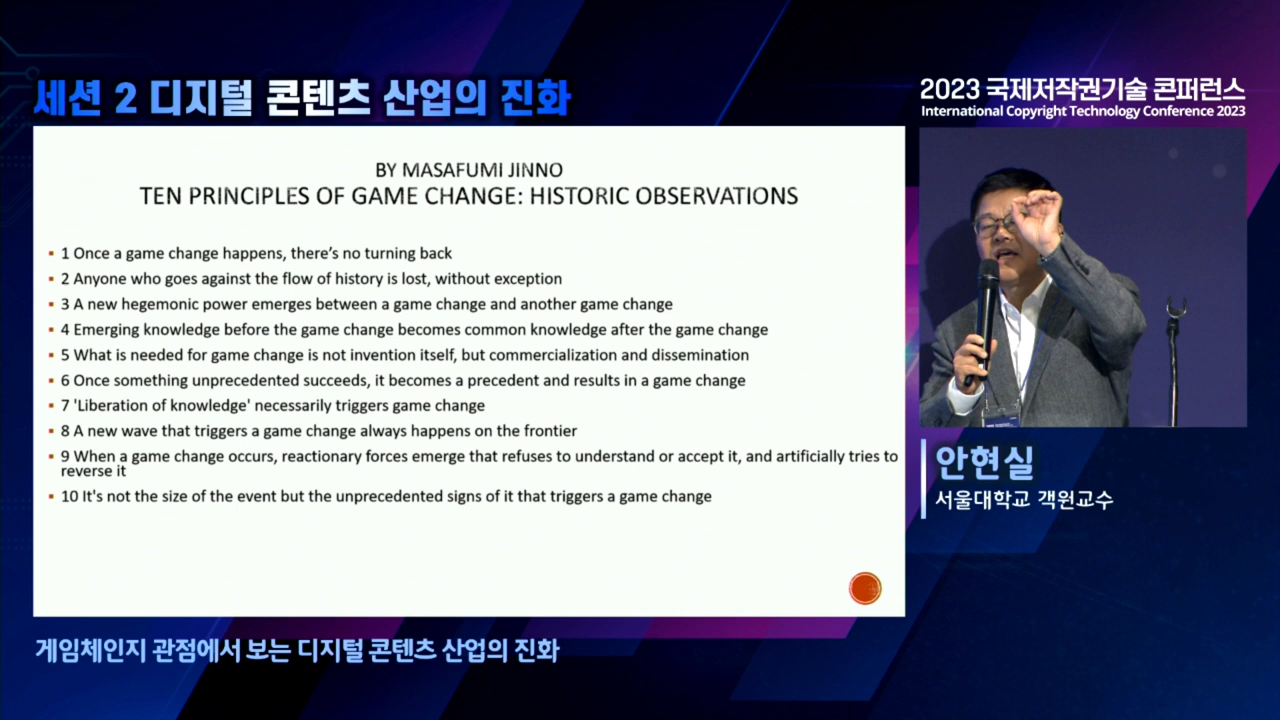 세션 2 디지털 콘텐츠 산업의 진화
2023 국제저작권기술 콘퍼런스
International Copyright Technology Conference 2023
BY MASAFUMI JINNO
TEN PRINCIPLES OF GAME CHANGE: HISTORIC OBSERVATIONS
▪ 1 Once a game change happens, there's no turning back
▪ 2 Anyone who goes against the flow of history is lost, without exception
▪ 3 A new hegemonic power emerges between a game change and another game change
▪ 4 Emerging knowledge before the game change becomes common knowledge after the game change
▪ 5 What is needed for game change is not invention itself, but commercialization and dissemination
▪ 6 Once something unprecedented succeeds, it becomes a precedent and results in a game change
▪ 7 'Liberation of knowledge' necessarily triggers game change
▪ 8 A new wave that triggers a game change always happens on the frontier
▪ 9 When a game change occurs, reactionary forces emerge that refuses to understand or accept it, and artificially tries to
reverse it
▪ 10 It's not the size of the event but the unprecedented signs of it that triggers a game change
안현실
서울대학교 객원교수
게임체인지 관점에서 보는 디지털 콘텐츠 산업의 진화